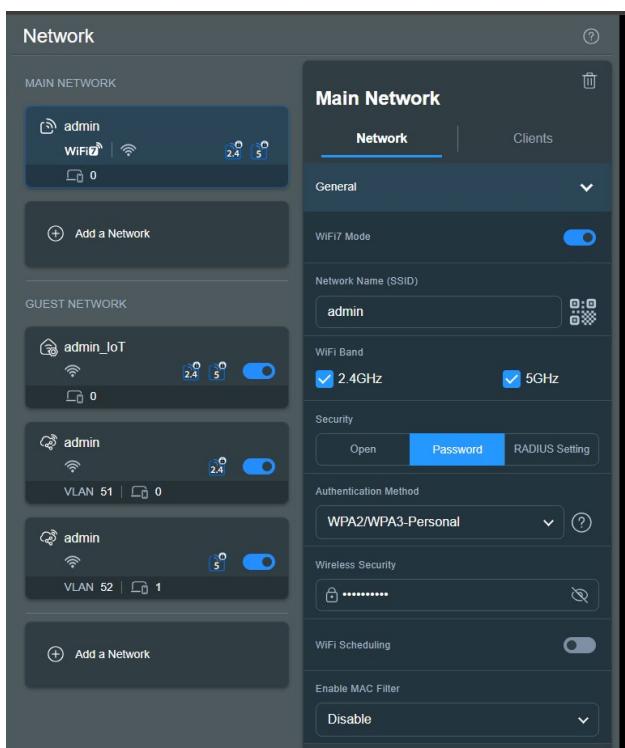 Network
MAIN NETWORK
admin
WiFi 7
2.4 5
0
Add a Network
GUEST NETWORK
admin_IoT
2.4 5
0
admin
2.4
VLAN 51 0
admin
5
VLAN 52 1
Add a Network
Main Network
Network Clients
General
WiFi7 Mode
Network Name (SSID)
admin
WiFi Band
2.4GHz 5GHz
Security
Open Password RADIUS Setting
Authentication Method
WPA2/WPA3-Personal ?
Wireless Security
••••••••••
WiFi Scheduling
Enable MAC Filter
Disable